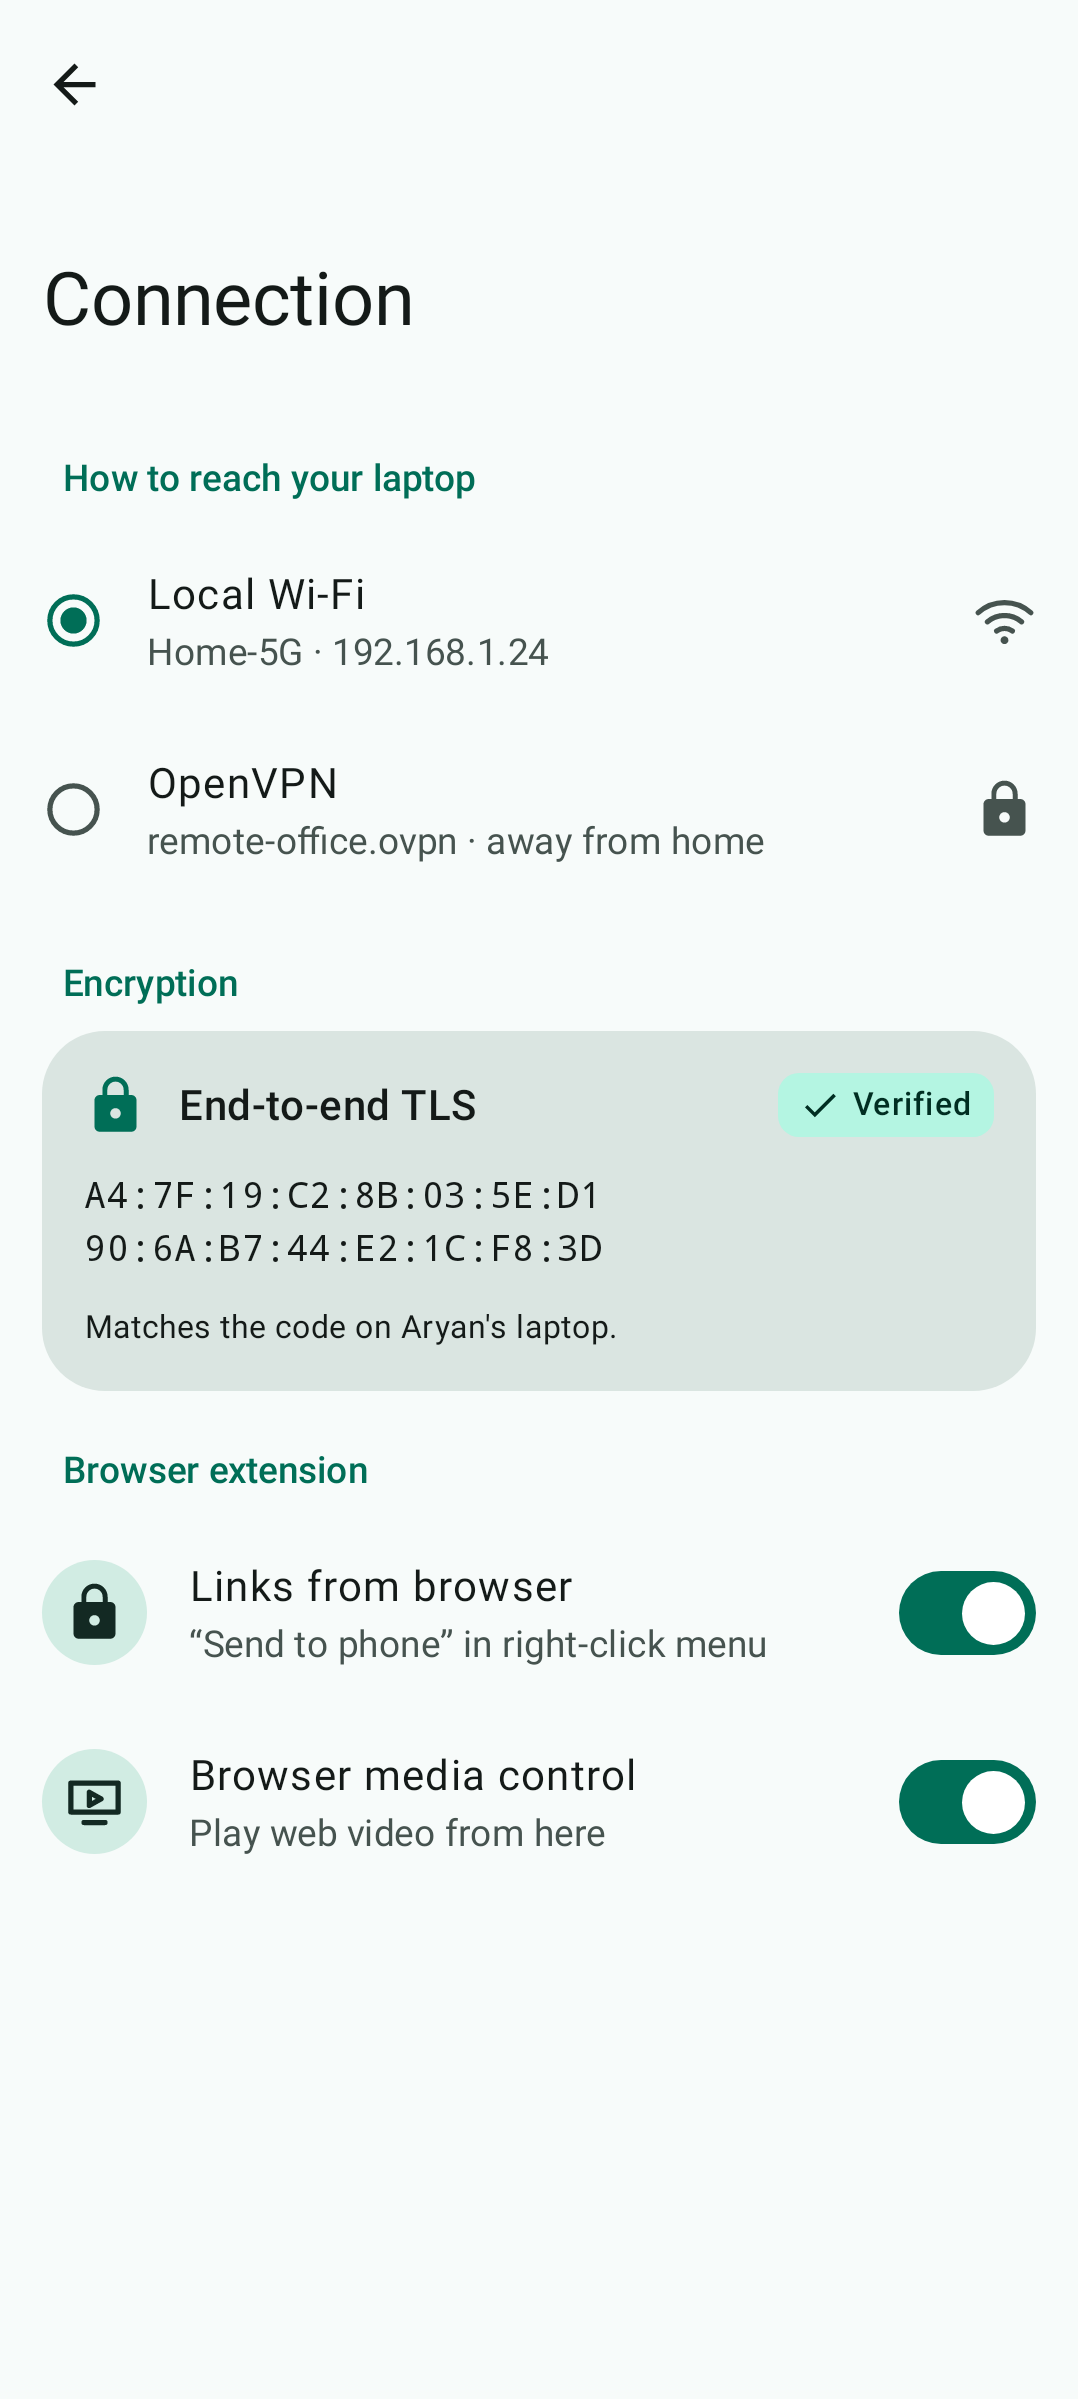 Connection
How to reach your laptop
Local Wi-Fi
Home-5G · 192.168.1.24
OpenVPN
remote-office.ovpn · away from home
Encryption
End-to-end TLS
Verified
A4:7F:19:C2:8B:03:5E:D1
90:6A:B7:44:E2:1C:F8:3D
Matches the code on Aryan's laptop.
Browser extension
Links from browser
“Send to phone” in right-click menu
Browser media control
Play web video from here